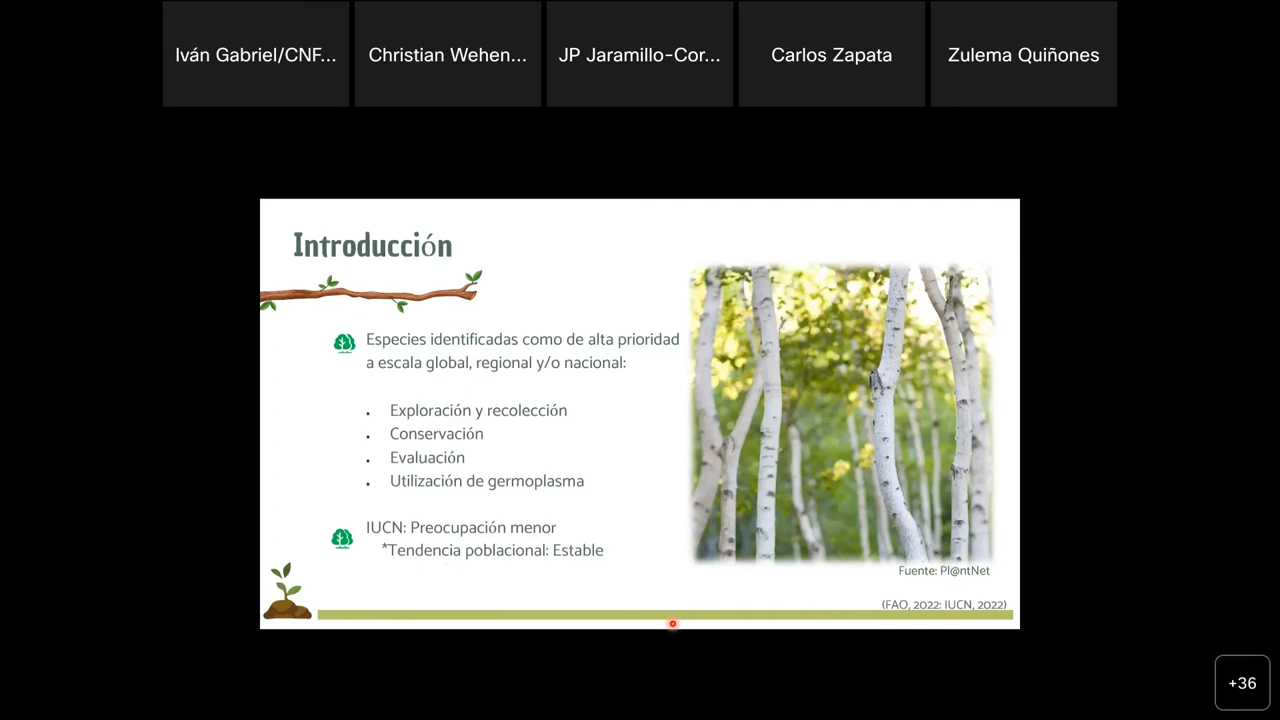 Iván Gabriel/CNF...
Christian Wehen...
JP Jaramillo-Cor...
Carlos Zapata
Zulema Quiñones
Introducción
Especies identificadas como de alta prioridad
a escala global, regional y/o nacional:
• Exploración y recolección
• Conservación
• Evaluación
• Utilización de germoplasma
IUCN: Preocupación menor
*Tendencia poblacional: Estable
Fuente: Pl@ntNet
(FAO, 2022: IUCN, 2022)
+36